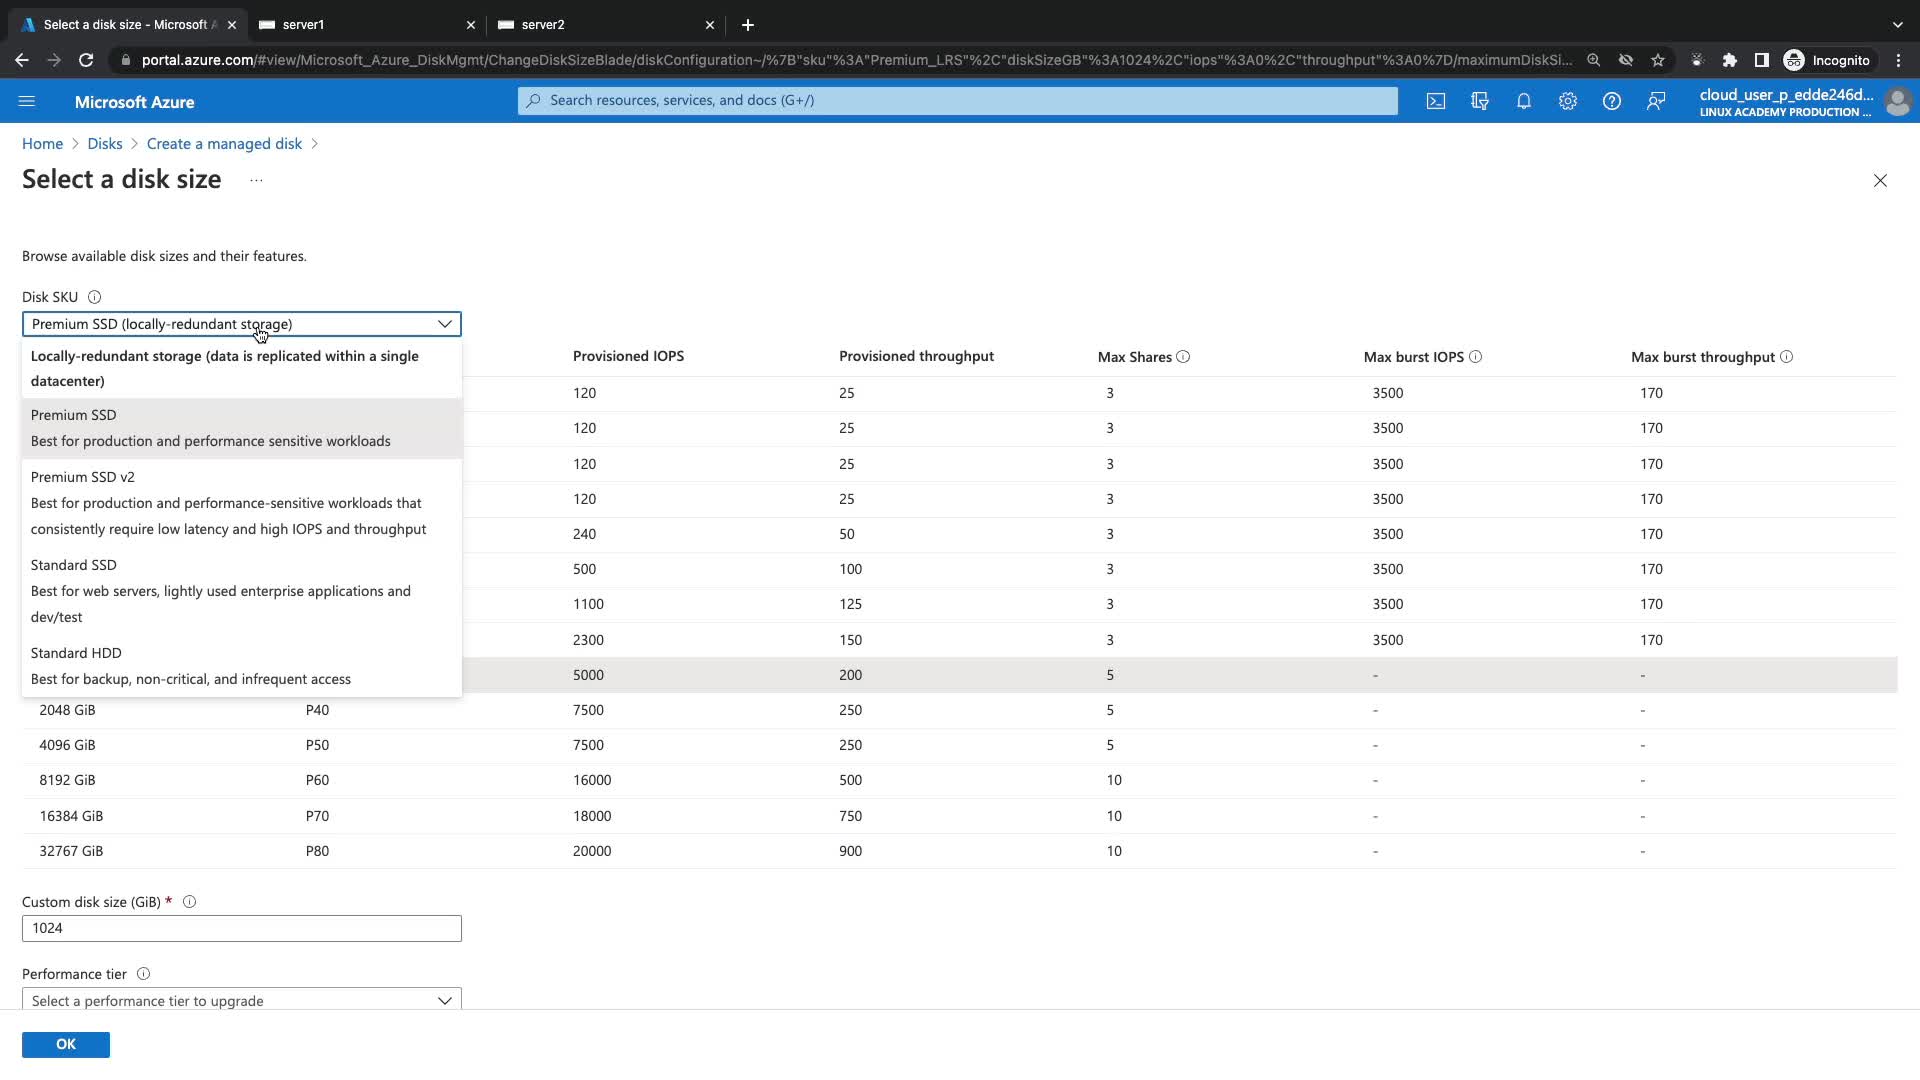 Select a disk size - Microsoft A
server1
server2
portal.azure.com/#view/Microsoft_Azure_DiskMgmt/ChangeDiskSizeBlade/diskConfiguration~/%7B"sku"%3A"Premium_LRS"%2C"diskSizeGB"%3A1024%2C"iops"%3A0%2C"throughput"%3A0%7D/maximumDiskSi...
Incognito
Microsoft Azure
Search resources, services, and docs (G+/)
cloud_user_p_edde246d...
LINUX ACADEMY PRODUCTION ...
Home > Disks > Create a managed disk >
Select a disk size ...
Browse available disk sizes and their features.
Disk SKU
Premium SSD (locally-redundant storage)
Locally-redundant storage (data is replicated within a single
datacenter)
Premium SSD
Best for production and performance sensitive workloads
Premium SSD v2
Best for production and performance-sensitive workloads that
consistently require low latency and high IOPS and throughput
Standard SSD
Best for web servers, lightly used enterprise applications and
dev/test
Standard HDD
Best for backup, non-critical, and infrequent access
Provisioned IOPS Provisioned throughput Max Shares Max burst IOPS Max burst throughput
120 25 3 3500 170
120 25 3 3500 170
120 25 3 3500 170
120 25 3 3500 170
240 50 3 3500 170
500 100 3 3500 170
1100 125 3 3500 170
2300 150 3 3500 170
5000 200 5 - -
2048 GiB P40 7500 250 5 - -
4096 GiB P50 7500 250 5 - -
8192 GiB P60 16000 500 10 - -
16384 GiB P70 18000 750 10 - -
32767 GiB P80 20000 900 10 - -
Custom disk size (GiB) *
1024
Performance tier
Select a performance tier to upgrade
OK